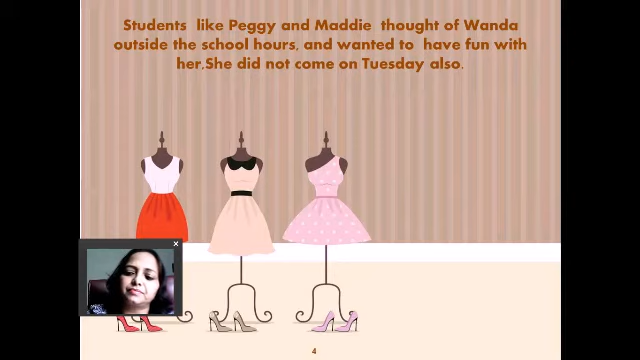 Students like Peggy and Maddie thought of Wanda
outside the school hours, and wanted to have fun with
her.She did not come on Tuesday also.
4